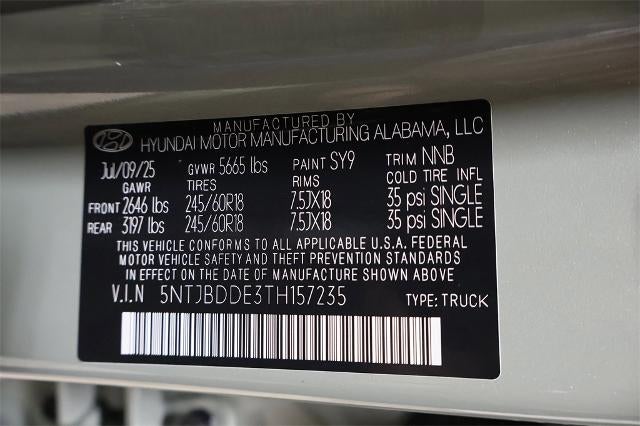 MANUFACTURED BY
HYUNDAI MOTOR MANUFACTURING ALABAMA, LLC
Jul/09/25 GVWR 5665 lbs PAINT SY9 TRIM NNB
GAWR TIRES RIMS COLD TIRE INFL
FRONT 2646 lbs 245/60R18 7.5JX18 35 psi SINGLE
REAR 3197 lbs 245/60R18 7.5JX18 35 psi SINGLE
THIS VEHICLE CONFORMS TO ALL APPLICABLE U.S.A. FEDERAL
MOTOR VEHICLE SAFETY AND THEFT PREVENTION STANDARDS
IN EFFECT ON THE DATE OF MANUFACTURE SHOWN ABOVE
V.I.N 5NTJBDDE3TH157235 TYPE: TRUCK